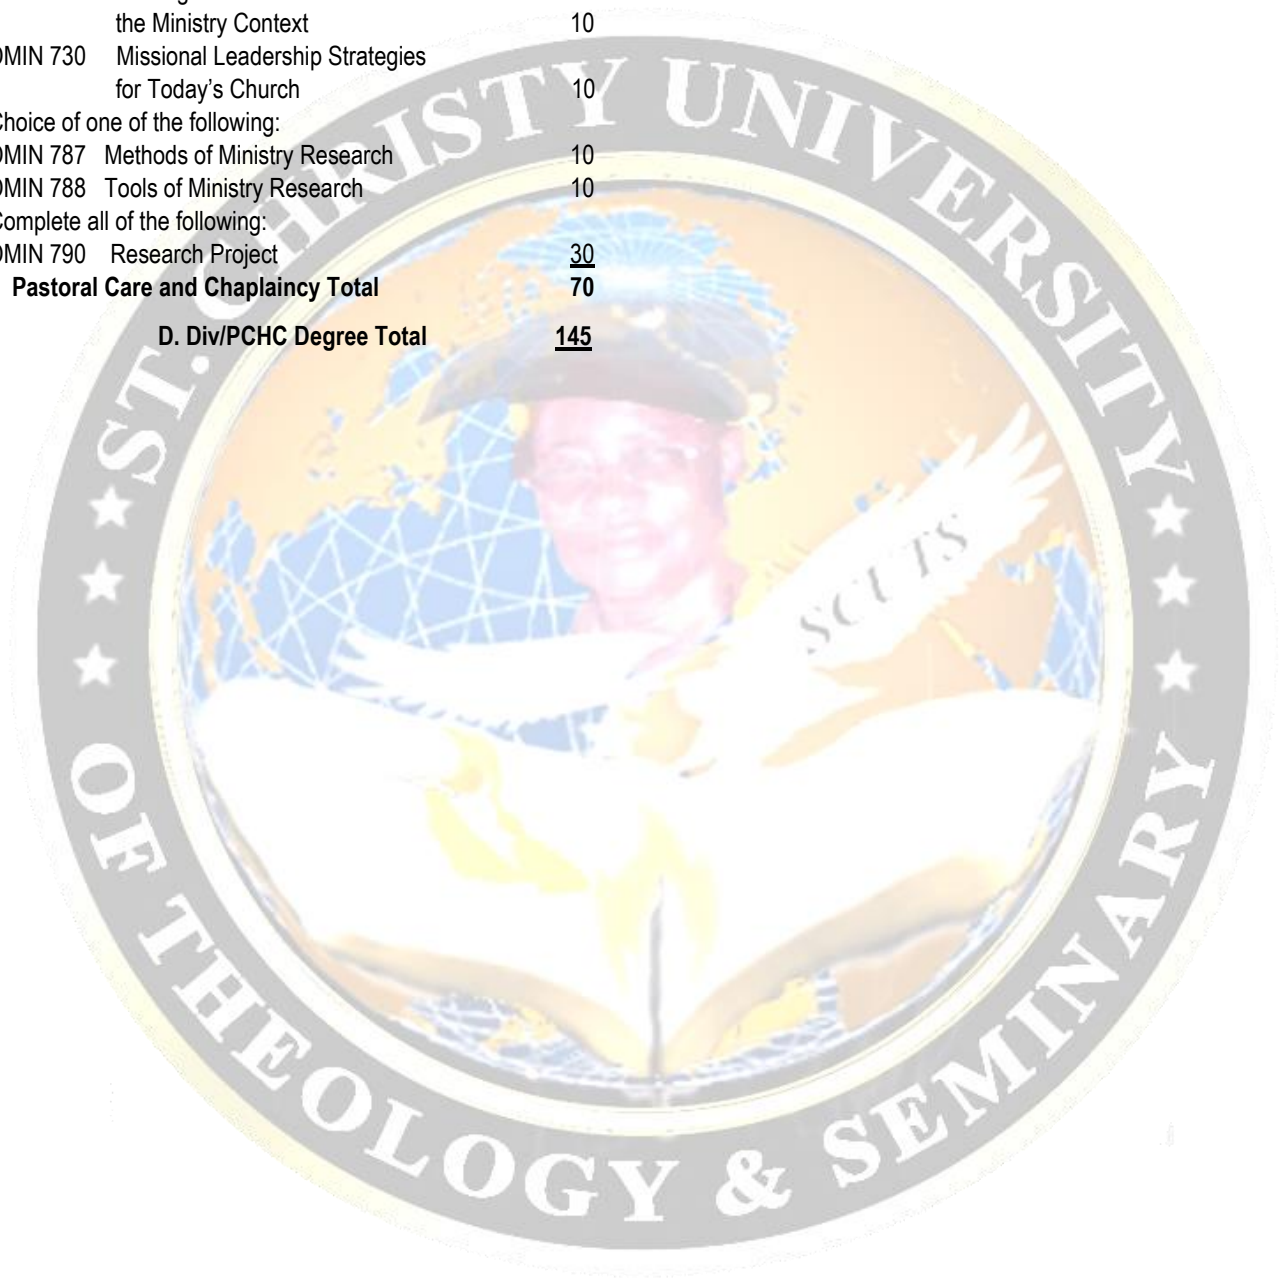 the Ministry Context 10
DMIN 730 Missional Leadership Strategies
for Today's Church 10
Choice of one of the following:
DMIN 787 Methods of Ministry Research 10
DMIN 788 Tools of Ministry Research 10
Complete all of the following:
DMIN 790 Research Project 30
Pastoral Care and Chaplaincy Total 70
D. Div/PCHC Degree Total 145
ST. CHRISTY UNIVERSITY
SCUTS
OF THEOLOGY & SEMINARY